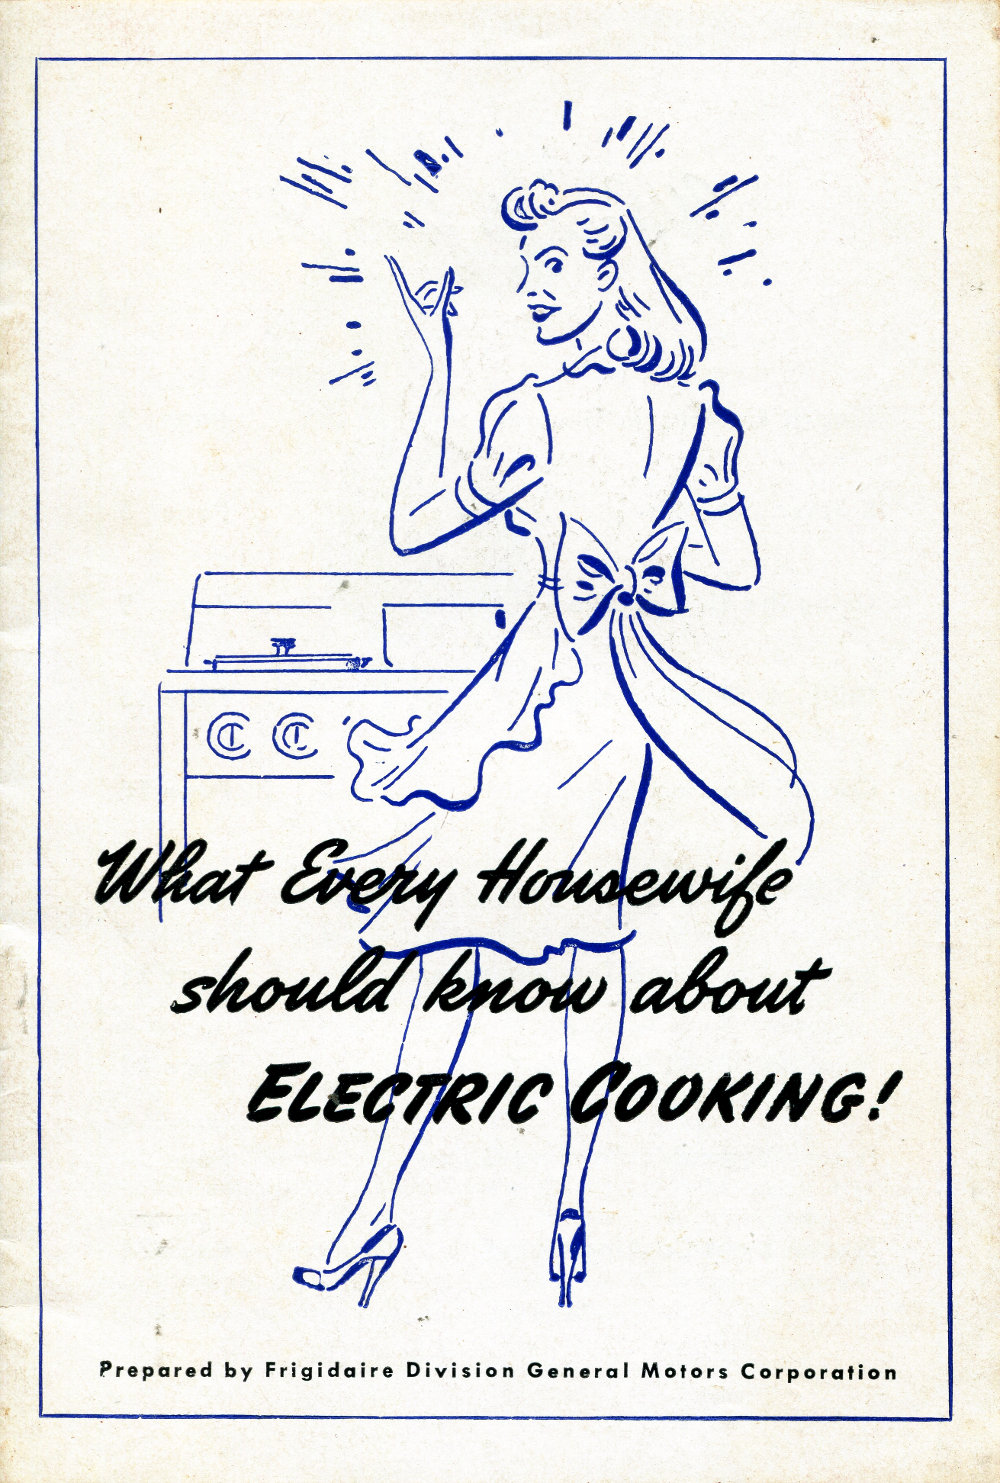 What Every Housewife
should know about
ELECTRIC COOKING!
Prepared by Frigidaire Division General Motors Corporation